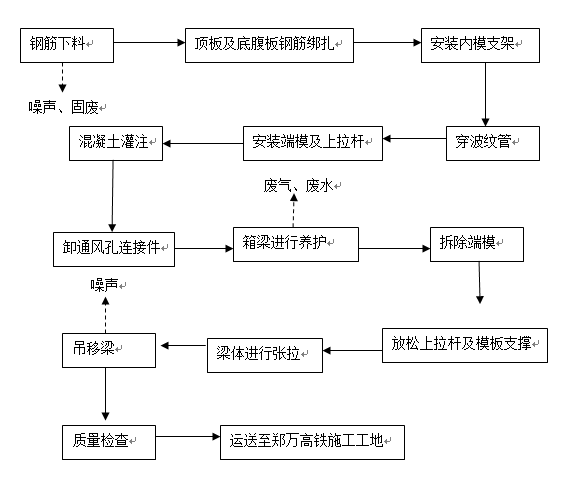 钢筋下料
顶板及底腹板钢筋绑扎
安装内模支架
噪声、固废
混凝土灌注
安装端模及上拉杆
穿波纹管
废气、废水
卸通风孔连接件
箱梁进行养护
拆除端模
噪声
吊移梁
梁体进行张拉
放松上拉杆及模板支撑
质量检查
运送至郑万高铁施工工地